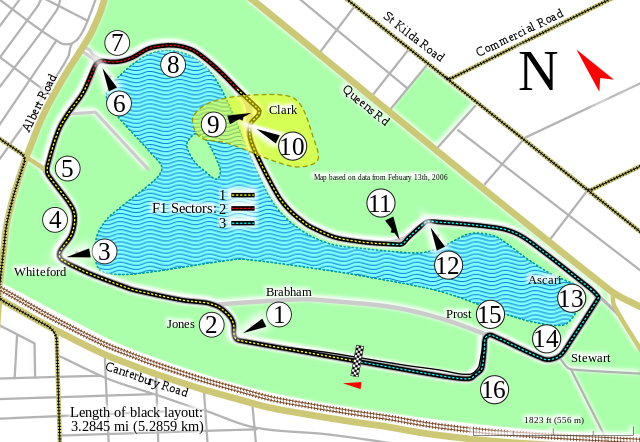 St Kilda Road
Commercial Road
N
7
8
Albert Road
Queens Rd
6
Clark
9
10
5
Map based on data from Febuary 13th, 2006
1
F1 Sectors: 2
3
11
4
3
12
Whiteford
Ascari
13
Brabham
1
Prost
15
Jones
2
14
Stewart
Canterbury Road
16
Length of black layout:
3.2845 mi (5.2859 km)
1823 ft (556 m)